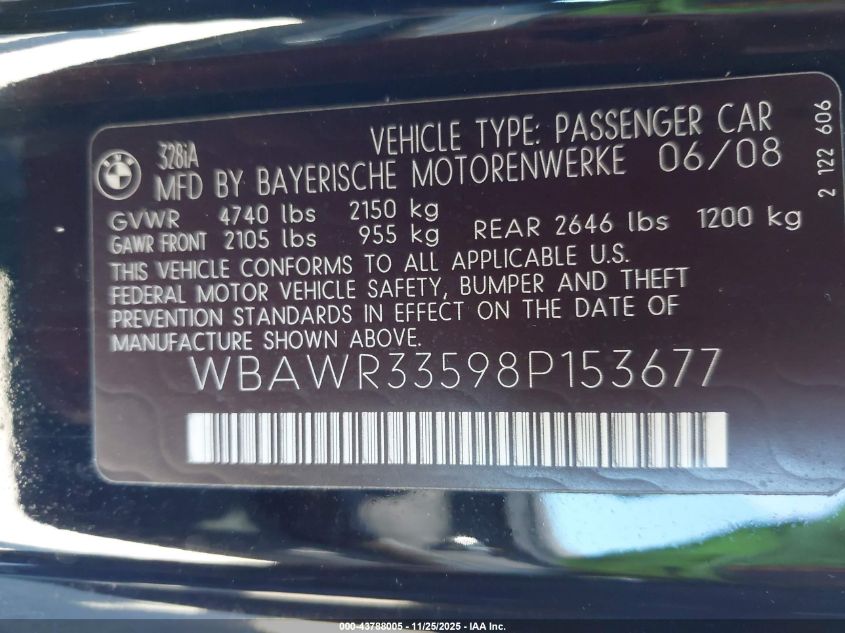 BMW
328iA
VEHICLE TYPE: PASSENGER CAR
MFD BY BAYERISCHE MOTORENWERKE 06/08
GVWR 4740 lbs 2150 kg
GAWR FRONT 2105 lbs 955 kg REAR 2646 lbs 1200 kg
THIS VEHICLE CONFORMS TO ALL APPLICABLE U.S.
FEDERAL MOTOR VEHICLE SAFETY, BUMPER AND THEFT
PREVENTION STANDARDS IN EFFECT ON THE DATE OF
MANUFACTURE SHOWN ABOVE.
WBAWR33598P153677
2 122 606
000-43788005 - 11/25/2025 - IAA Inc.